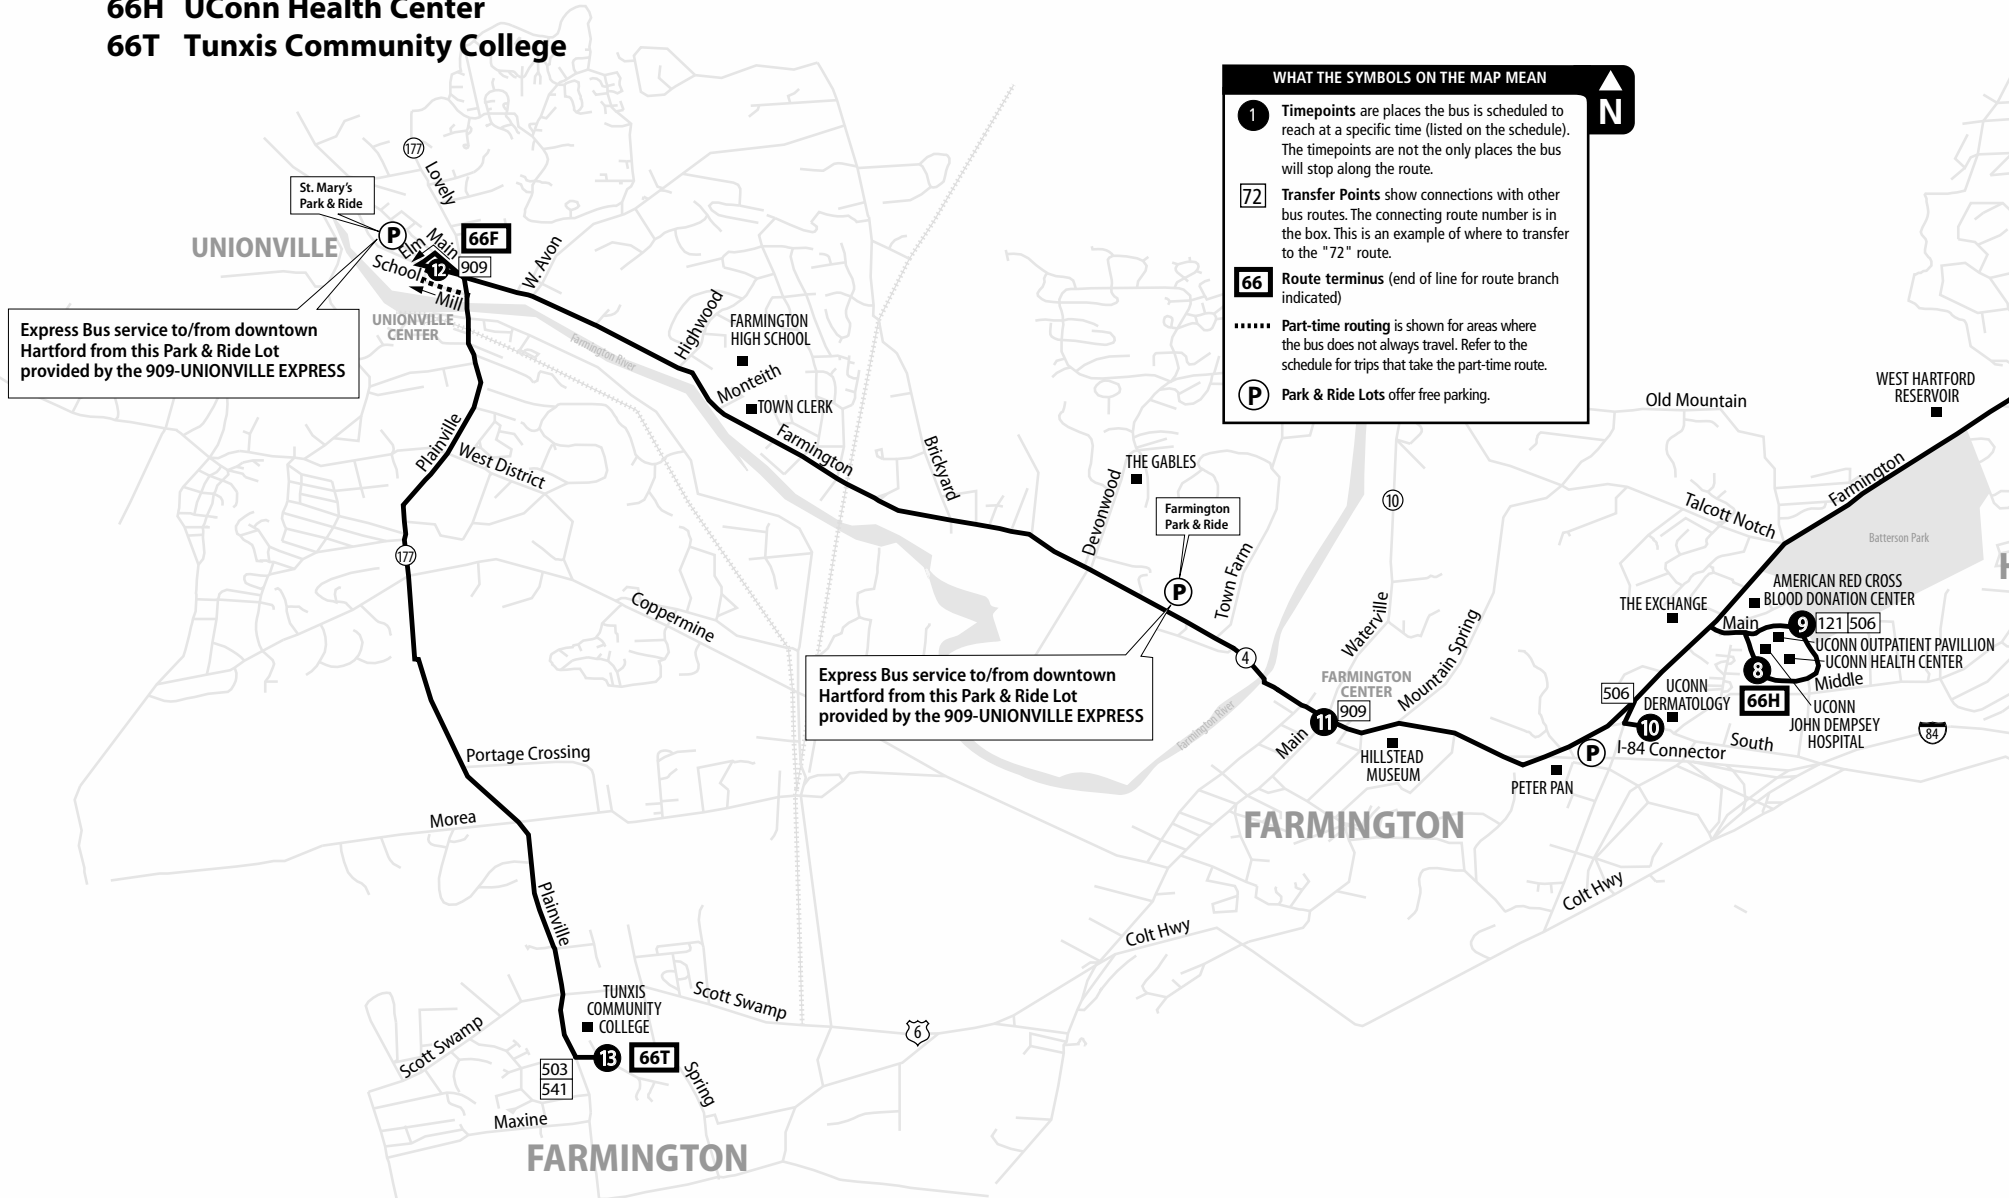 66H UConn Health Center
66T Tunxis Community College
WHAT THE SYMBOLS ON THE MAP MEAN
N
1
Timepoints are places the bus is scheduled to
reach at a specific time (listed on the schedule).
The timepoints are not the only places the bus
will stop along the route.
72
Transfer Points show connections with other
bus routes. The connecting route number is in
the box. This is an example of where to transfer
to the "72" route.
66
Route terminus (end of line for route branch
indicated)
Part-time routing is shown for areas where
the bus does not always travel. Refer to the
schedule for trips that take the part-time route.
P
Park & Ride Lots offer free parking.
177
Lovely
St. Mary's
Park & Ride
P
UNIONVILLE
Elm
Main
66F
School
12
909
Mill
W. Avon
UNIONVILLE
CENTER
Express Bus service to/from downtown
Hartford from this Park & Ride Lot
provided by the 909-UNIONVILLE EXPRESS
Farmington River
Highwood
FARMINGTON
HIGH SCHOOL
Monteith
TOWN CLERK
Farmington
Plainville
West District
177
Brickyard
Devonwood
THE GABLES
Farmington
Park & Ride
P
Town Farm
10
Old Mountain
WEST HARTFORD
RESERVOIR
Farmington
Talcott Notch
Batterson Park
H
Coppermine
Express Bus service to/from downtown
Hartford from this Park & Ride Lot
provided by the 909-UNIONVILLE EXPRESS
4
Waterville
Mountain Spring
FARMINGTON
CENTER
909
11
Main
Farmington River
HILLSTEAD
MUSEUM
PETER PAN
P
THE EXCHANGE
AMERICAN RED CROSS
BLOOD DONATION CENTER
Main
9
121 506
UCONN OUTPATIENT PAVILLION
UCONN HEALTH CENTER
8
Middle
66H
UCONN
JOHN DEMPSEY
HOSPITAL
506
UCONN
DERMATOLOGY
10
I-84 Connector
South
84
Portage Crossing
Morea
FARMINGTON
Colt Hwy
Colt Hwy
Plainville
TUNXIS
COMMUNITY
COLLEGE
Scott Swamp
Scott Swamp
6
13
66T
503
541
Spring
Maxine
FARMINGTON